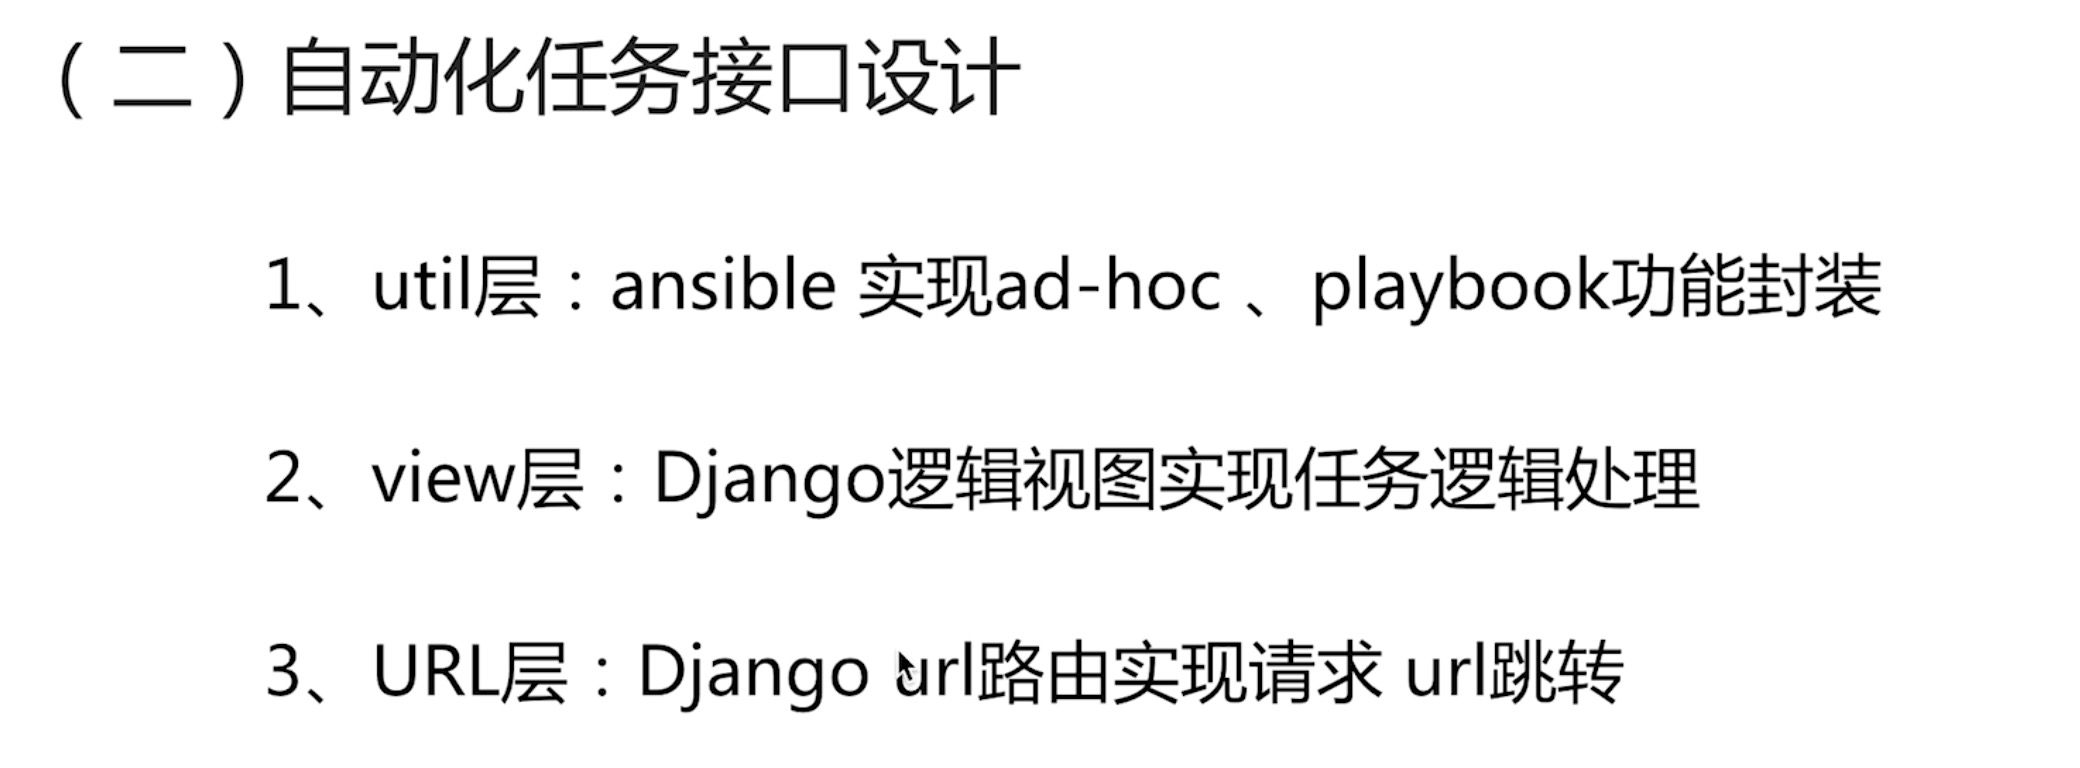 （二）自动化任务接口设计
1、util层：ansible 实现ad-hoc 、playbook功能封装
2、view层：Django逻辑视图实现任务逻辑处理
3、URL层：Django url路由实现请求 url跳转